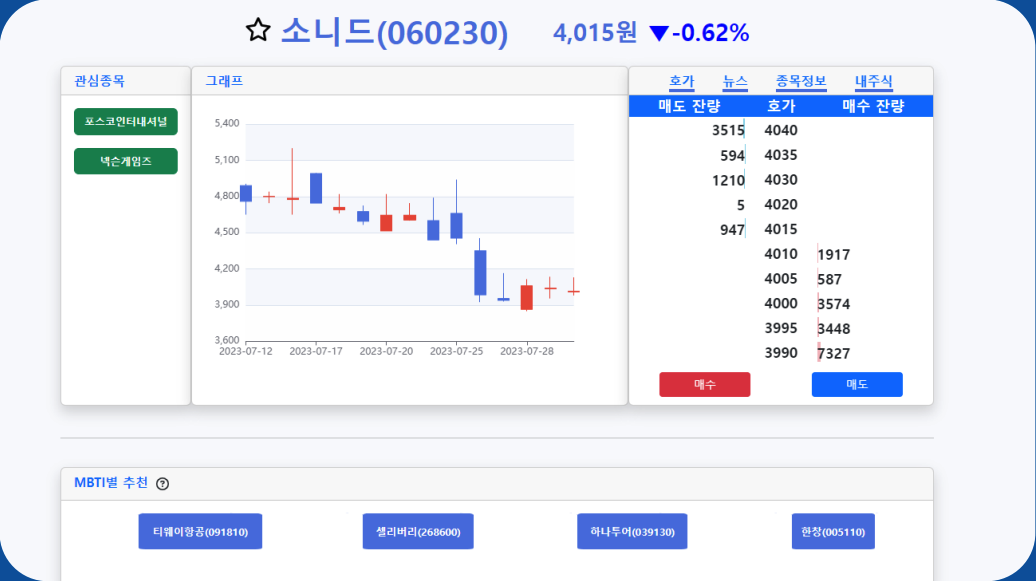 소니드(060230) 4,015원 ▼-0.62%
관심종목
포스코인터내셔널
넥슨게임즈
그래프
5,400
5,100
4,800
4,500
4,200
3,900
3,600
2023-07-12 2023-07-17 2023-07-20 2023-07-25 2023-07-28
호가 뉴스 종목정보 내주식
매도 잔량 호가 매수 잔량
3515 4040
594 4035
1210 4030
5 4020
947 4015
4010 1917
4005 587
4000 3574
3995 3448
3990 7327
매수 매도
MBTI별 추천 ?
티웨이항공(091810) 셀리버리(268600) 하나투어(039130) 한창(005110)